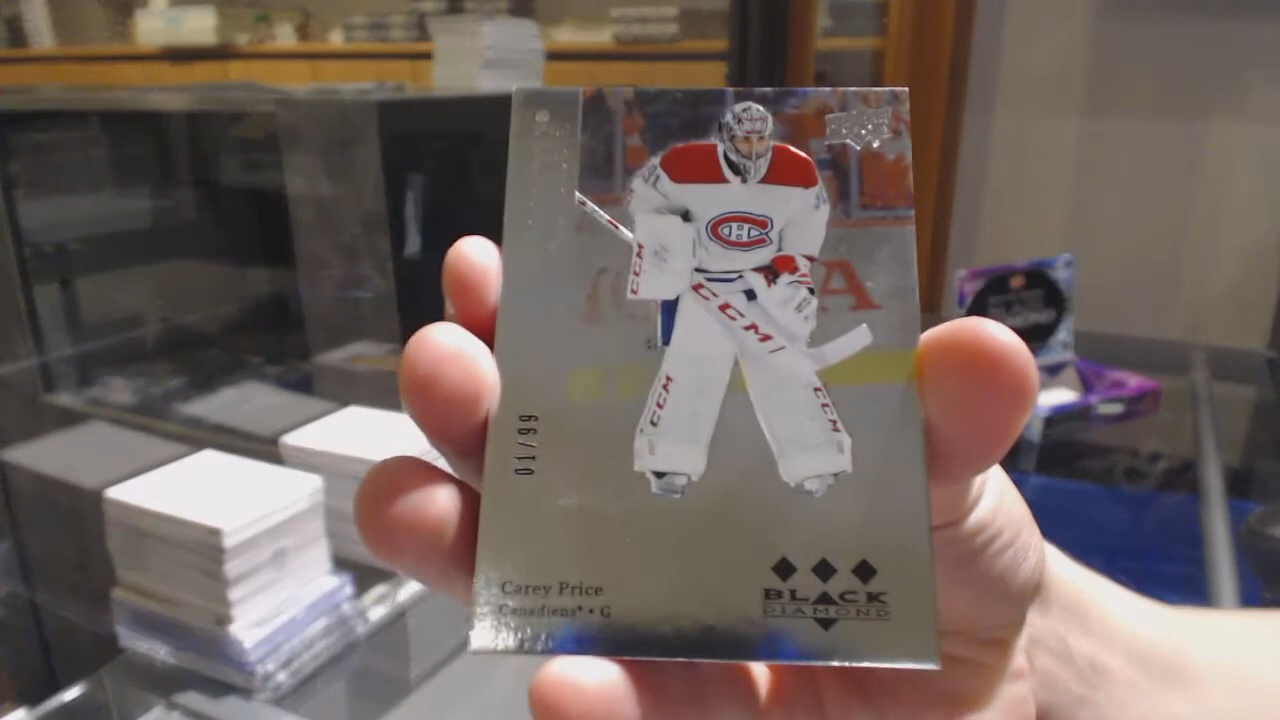 CCM
CCM
CCM
CCM
A
01/99
Carey Price
Canadiens • G
BLACK
DIAMOND